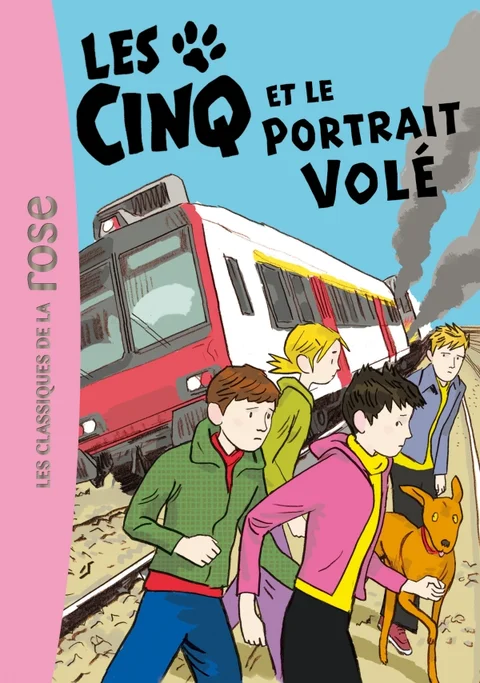 LES
CINQ
ET LE
PORTRAIT
VOLÉ
LES CLASSIQUES DE LA rose